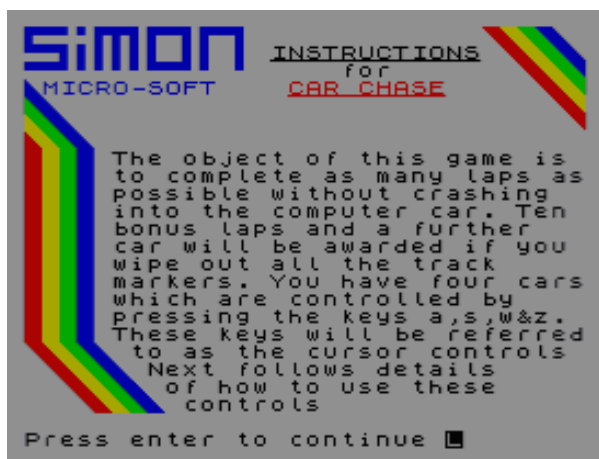 SiMON
MICRO-SOFT
INSTRUCTIONS
for
CAR CHASE
The object of this game is
to complete as many laps as
possible without crashing
into the computer car. Ten
bonus laps and a further
car will be awarded if you
wipe out all the track
markers. You have four cars
which are controlled by
pressing the keys a,s,w&z.
These keys will be referred
to as the cursor controls
Next follows details
of how to use these
controls
Press enter to continue L